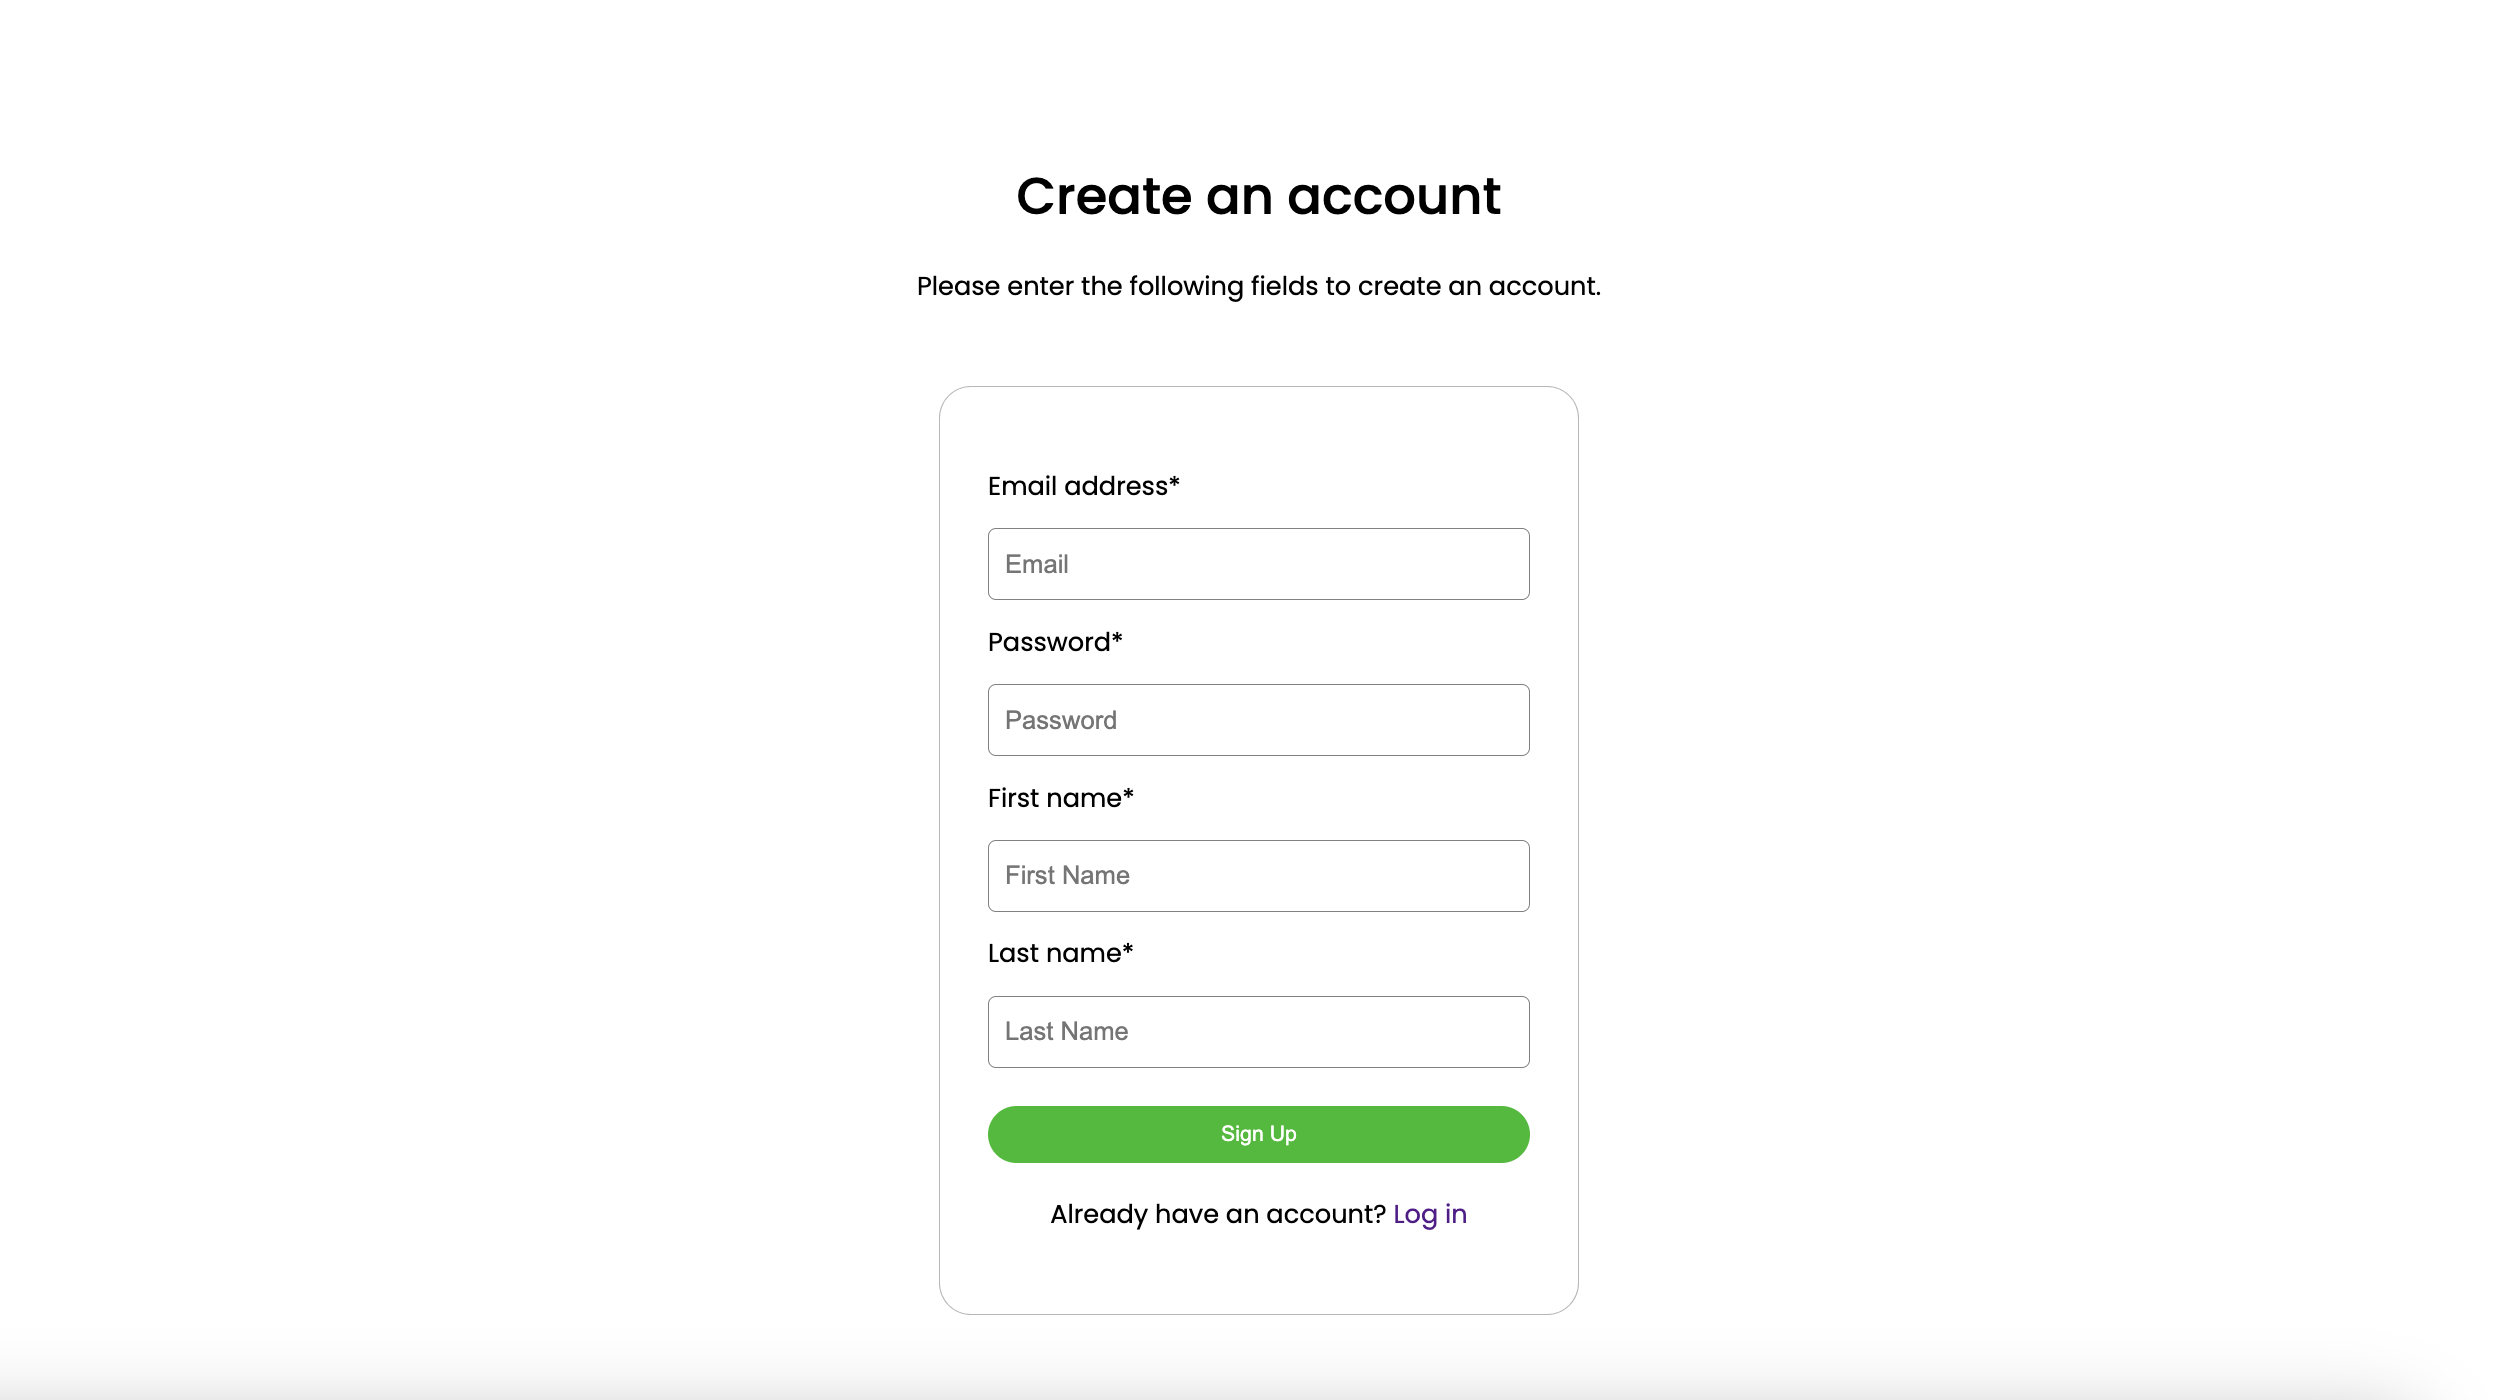 Create an account
Please enter the following fields to create an account.
Email address*
Email
Password*
Password
First name*
First Name
Last name*
Last Name
Sign Up
Already have an account? Log in